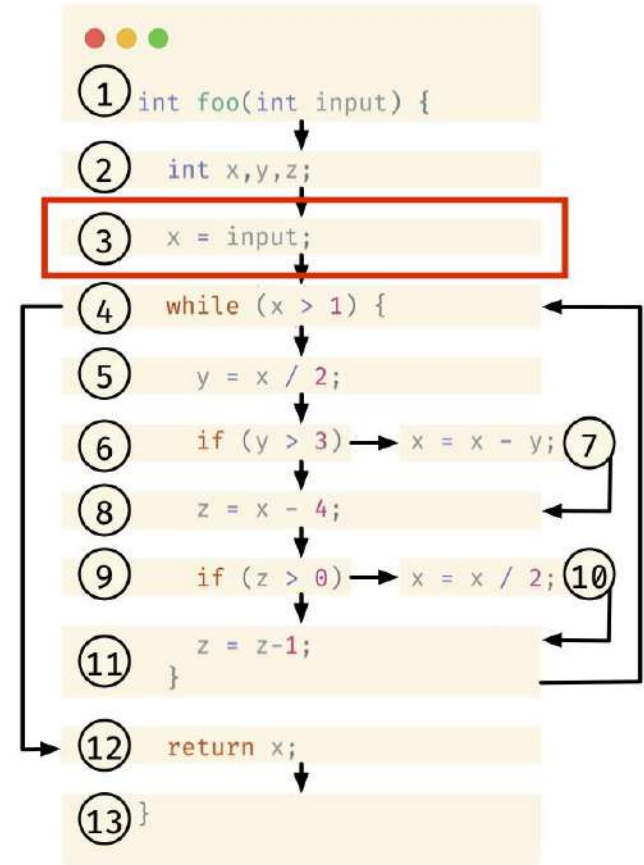 1 int foo(int input) {
2 int x,y,z;
3 x = input;
4 while (x > 1) {
5 y = x / 2;
6 if (y > 3) x = x - y; 7
8 z = x - 4;
9 if (z > 0) x = x / 2; 10
11 z = z-1;
}
12 return x;
13 }